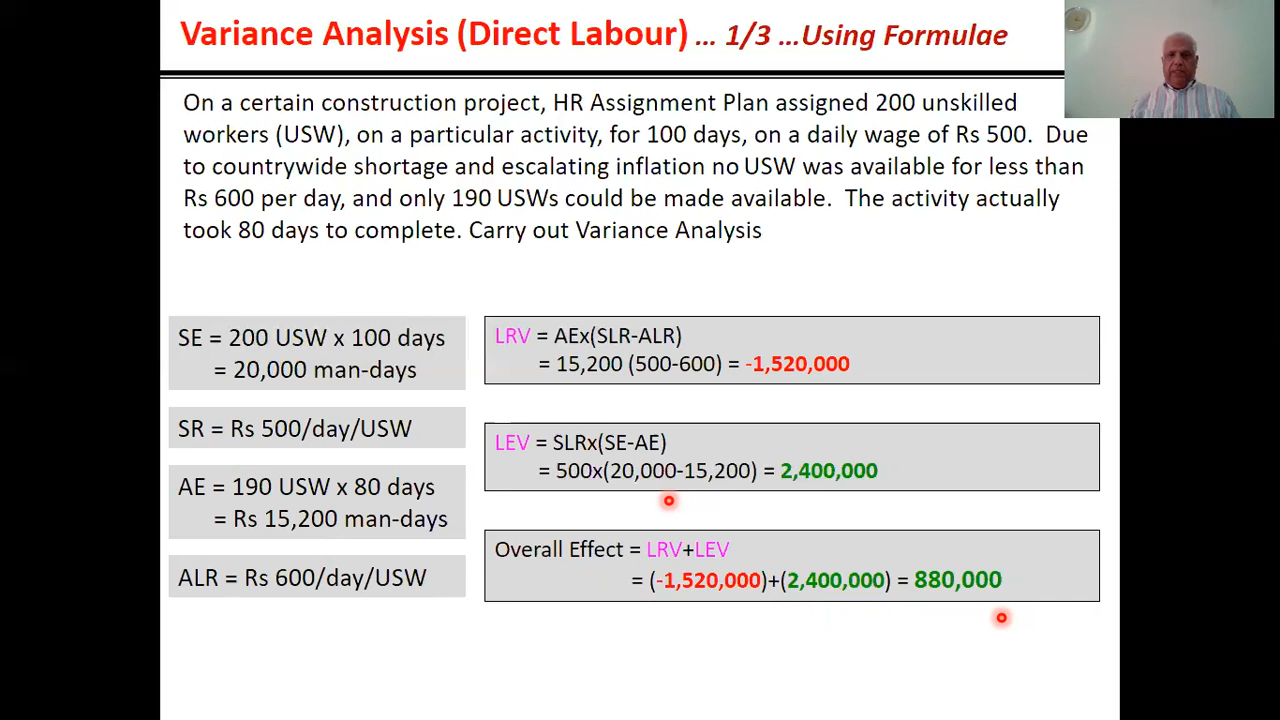 Variance Analysis (Direct Labour) ... 1/3 ...Using Formulae
On a certain construction project, HR Assignment Plan assigned 200 unskilled
workers (USW), on a particular activity, for 100 days, on a daily wage of Rs 500. Due
to countrywide shortage and escalating inflation no USW was available for less than
Rs 600 per day, and only 190 USWs could be made available. The activity actually
took 80 days to complete. Carry out Variance Analysis
SE = 200 USW x 100 days
= 20,000 man-days
SR = Rs 500/day/USW
AE = 190 USW x 80 days
= Rs 15,200 man-days
ALR = Rs 600/day/USW
LRV = AEx(SLR-ALR)
= 15,200 (500-600) = -1,520,000
LEV = SLRx(SE-AE)
= 500x(20,000-15,200) = 2,400,000
Overall Effect = LRV+LEV
= (-1,520,000)+(2,400,000) = 880,000